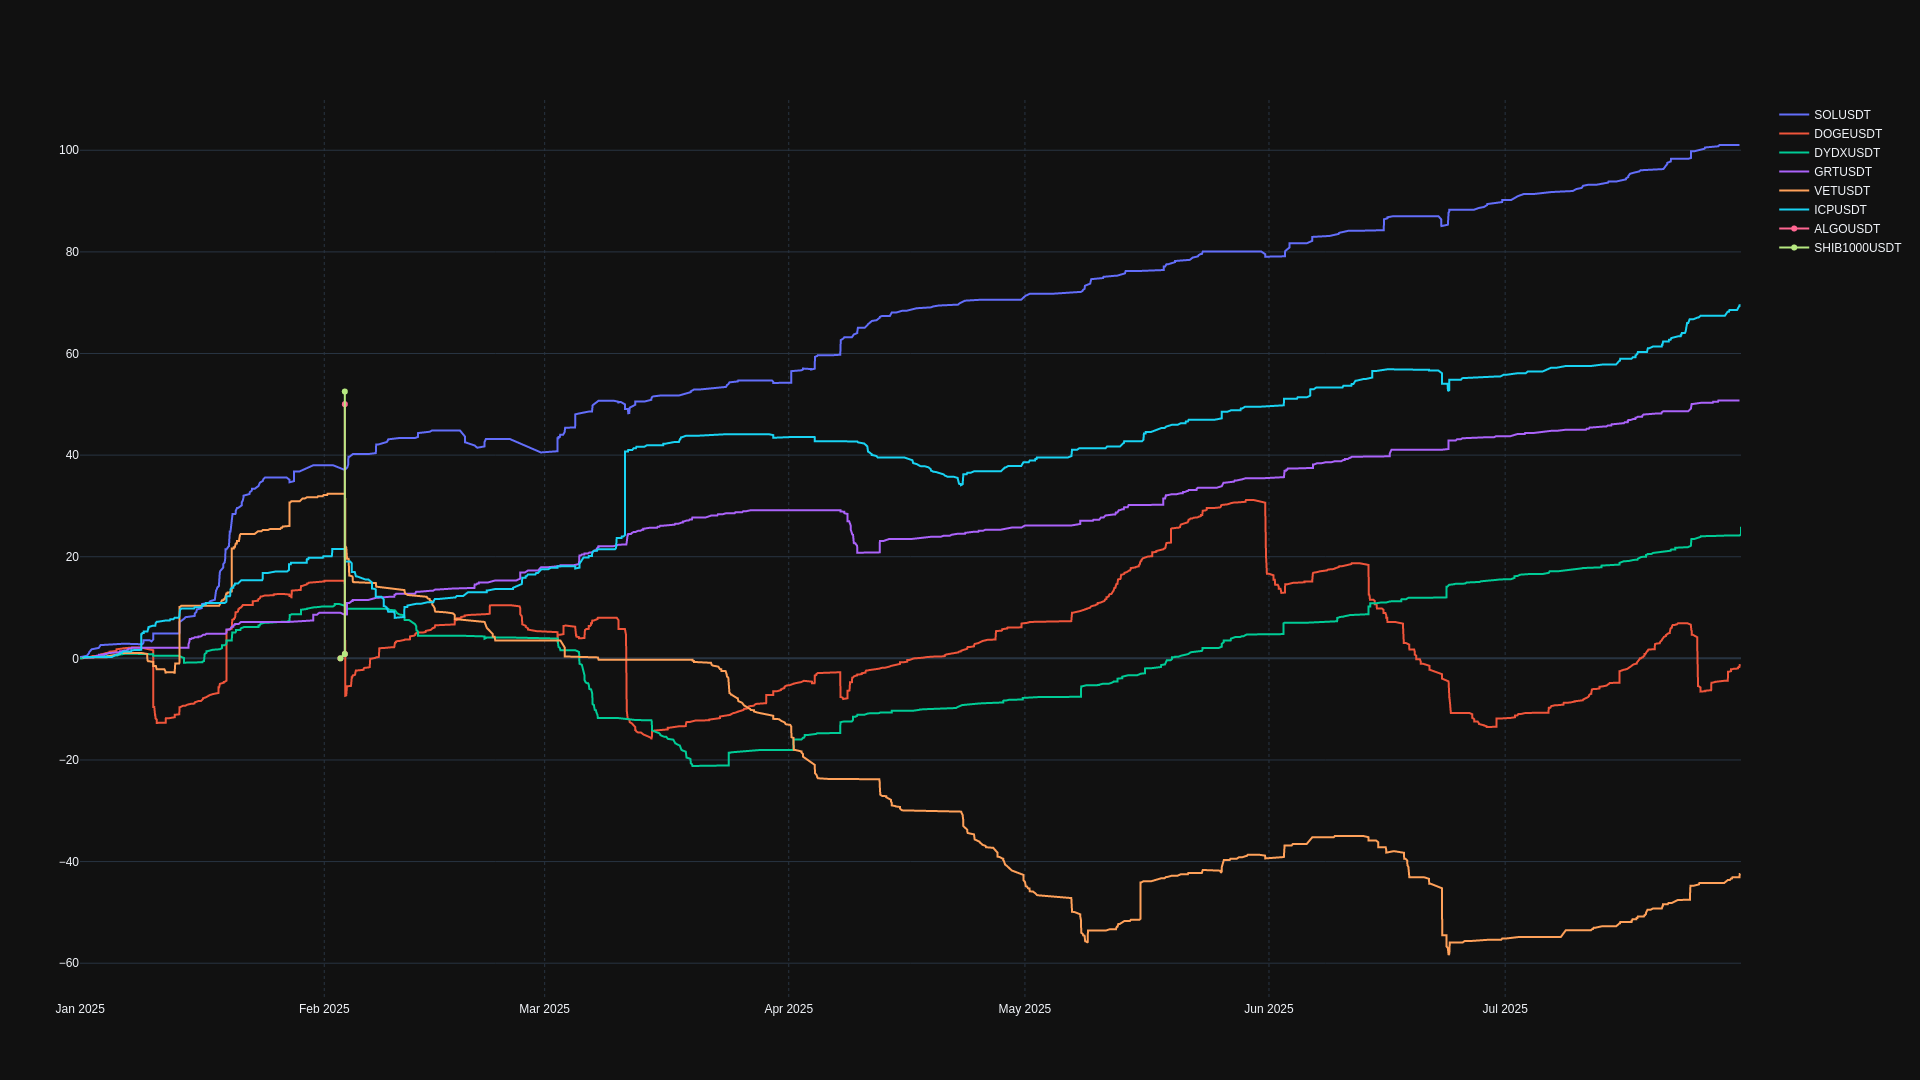 SOLUSDT
DOGEUSDT
DYDXUSDT
GRTUSDT
VETUSDT
ICPUSDT
ALGOUSDT
SHIB1000USDT
100
80
60
40
20
0
−20
−40
−60
Jan 2025
Feb 2025
Mar 2025
Apr 2025
May 2025
Jun 2025
Jul 2025